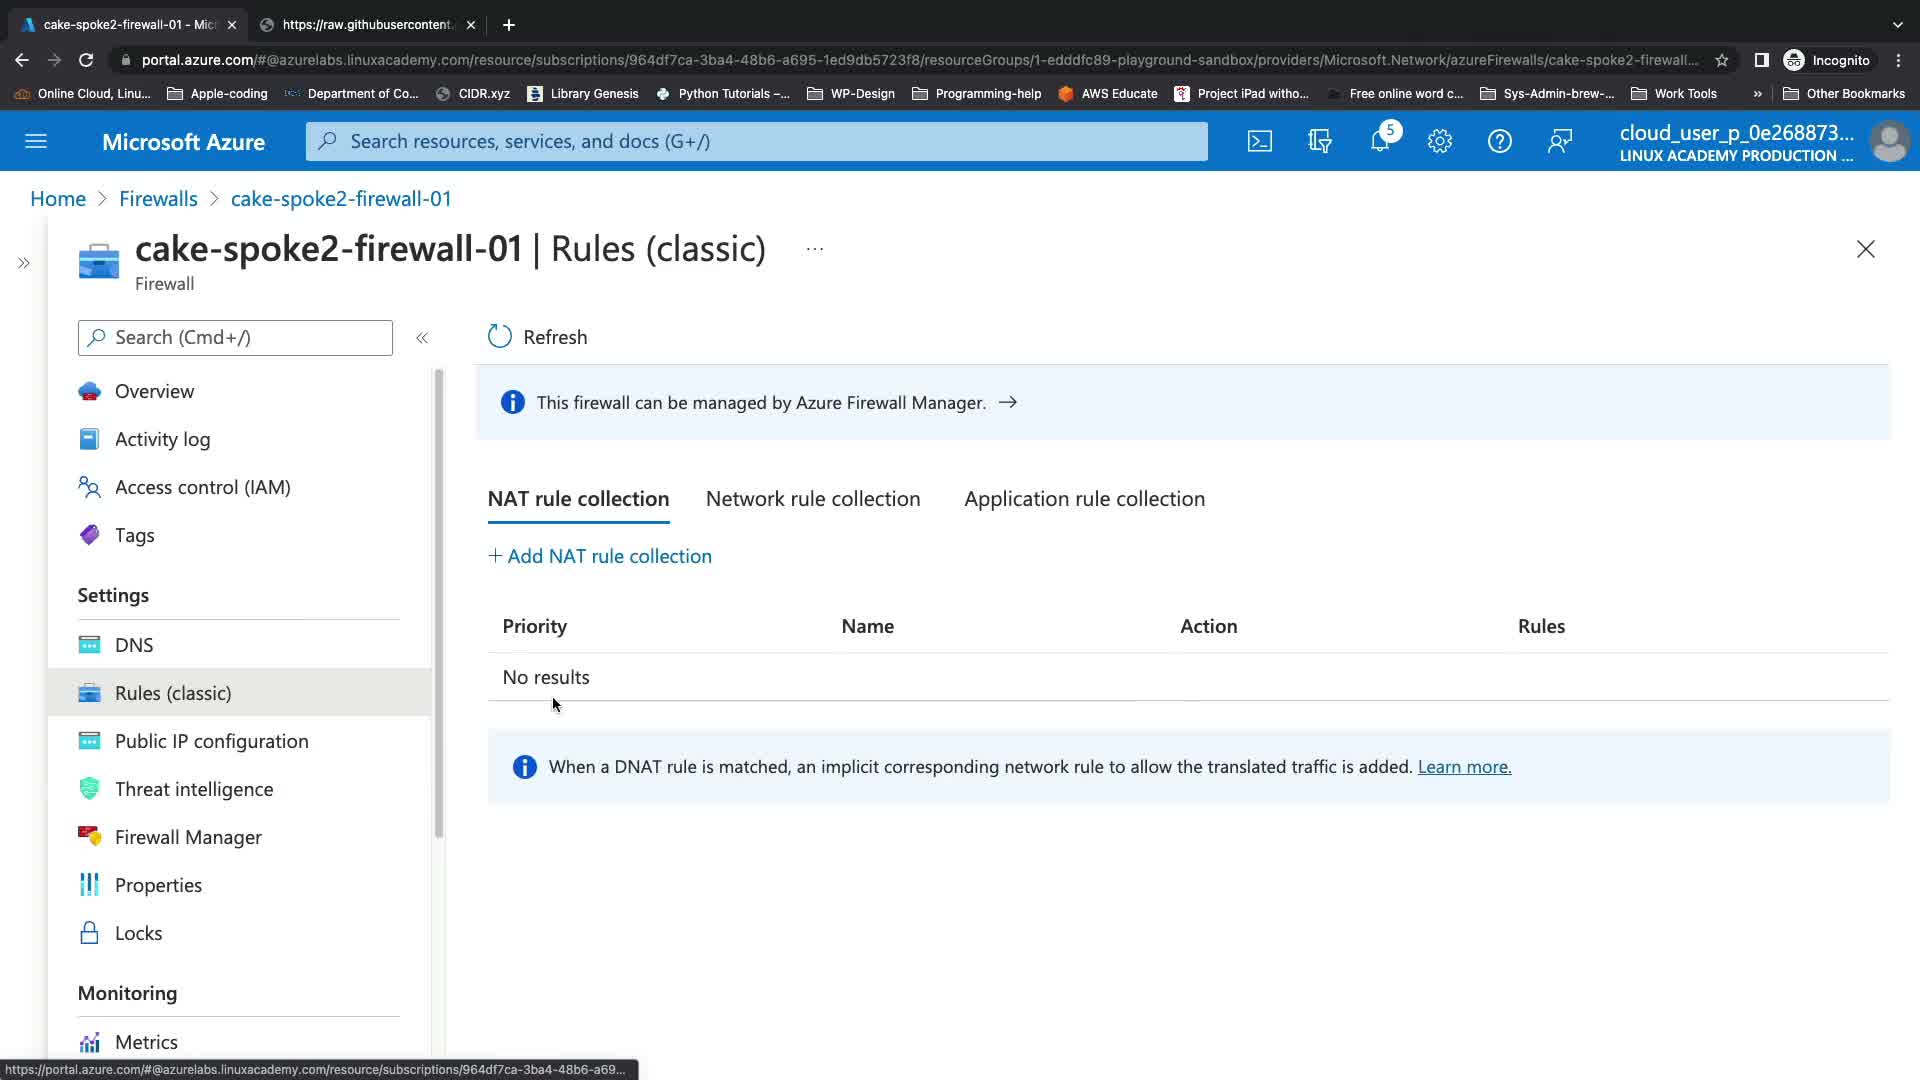 cake-spoke2-firewall-01 - Mic
https://raw.githubusercontent.
portal.azure.com/#@azurelabs.linuxacademy.com/resource/subscriptions/964df7ca-3ba4-48b6-a695-1ed9db5723f8/resourceGroups/1-edddfc89-playground-sandbox/providers/Microsoft.Network/azureFirewalls/cake-spoke2-firewall...
Incognito
Online Cloud, Linu... Apple-coding Department of Co... CIDR.xyz Library Genesis Python Tutorials –... WP-Design Programming-help AWS Educate Project iPad witho... Free online word c... Sys-Admin-brew-... Work Tools » Other Bookmarks
Microsoft Azure
Search resources, services, and docs (G+/)
5
cloud_user_p_0e268873...
LINUX ACADEMY PRODUCTION ...
Home > Firewalls > cake-spoke2-firewall-01
cake-spoke2-firewall-01 | Rules (classic) ...
Firewall
Search (Cmd+/)
Overview
Activity log
Access control (IAM)
Tags
Settings
DNS
Rules (classic)
Public IP configuration
Threat intelligence
Firewall Manager
Properties
Locks
Monitoring
Metrics
Refresh
This firewall can be managed by Azure Firewall Manager. →
NAT rule collection Network rule collection Application rule collection
+ Add NAT rule collection
Priority Name Action Rules
No results
When a DNAT rule is matched, an implicit corresponding network rule to allow the translated traffic is added. Learn more.
https://portal.azure.com/#@azurelabs.linuxacademy.com/resource/subscriptions/964df7ca-3ba4-48b6-a69...